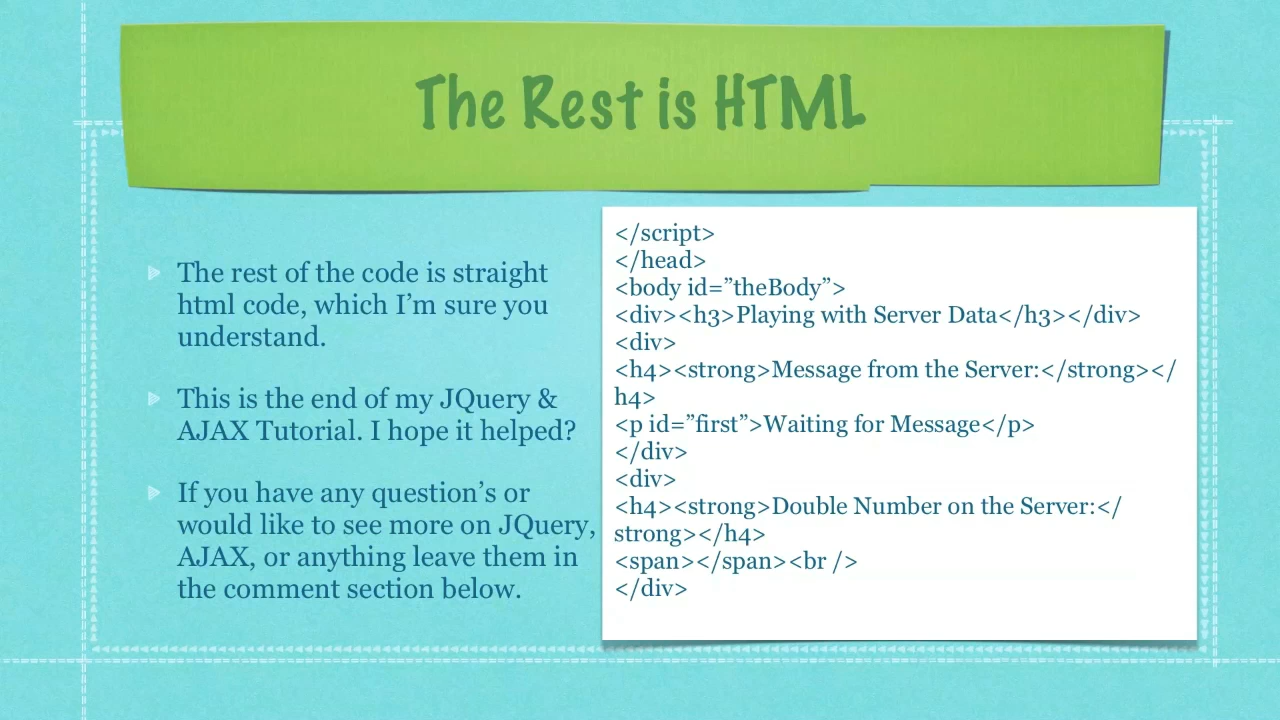 The Rest is HTML
The rest of the code is straight
html code, which I’m sure you
understand.
This is the end of my JQuery &
AJAX Tutorial. I hope it helped?
If you have any question’s or
would like to see more on JQuery,
AJAX, or anything leave them in
the comment section below.
</script>
</head>
<body id=”theBody”>
<div><h3>Playing with Server Data</h3></div>
<div>
<h4><strong>Message from the Server:</strong></
h4>
<p id=”first”>Waiting for Message</p>
</div>
<div>
<h4><strong>Double Number on the Server:</
strong></h4>
<span></span><br />
</div>